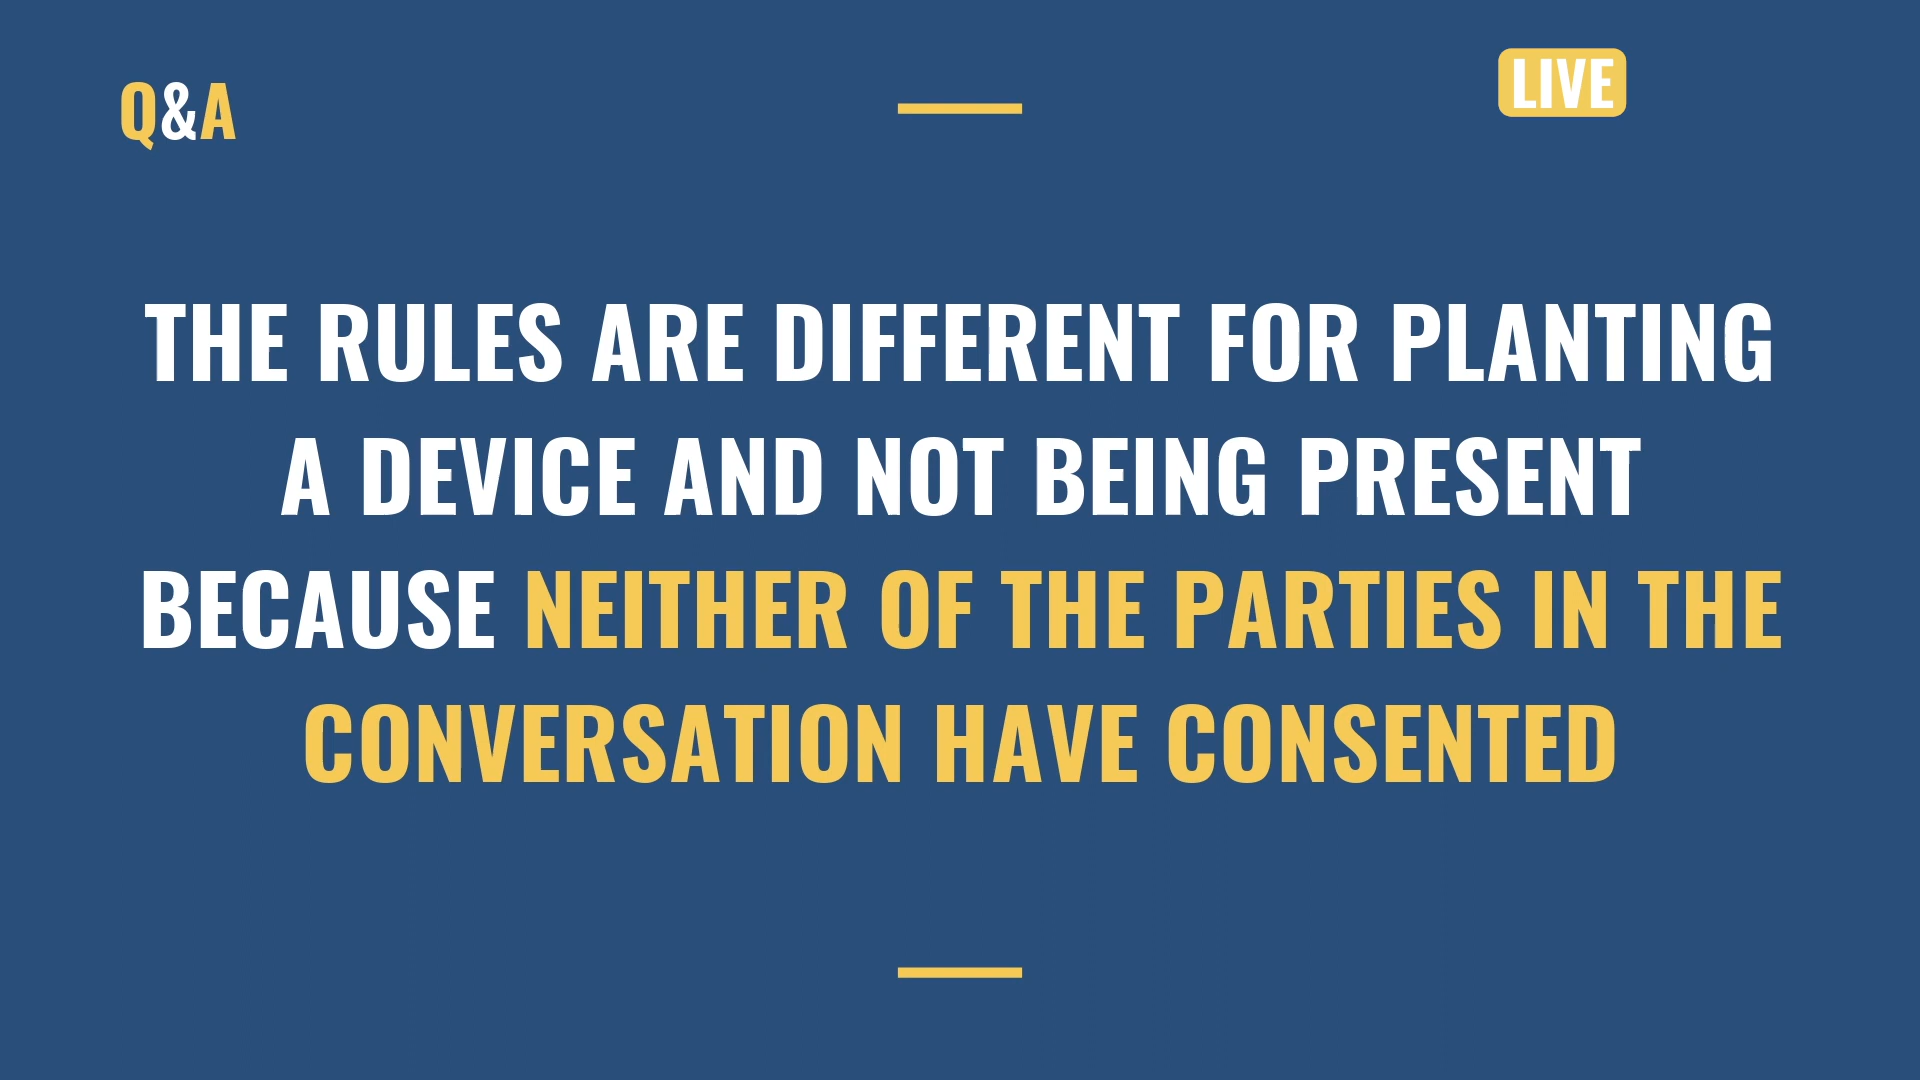 Q&A
LIVE
THE RULES ARE DIFFERENT FOR PLANTING
A DEVICE AND NOT BEING PRESENT
BECAUSE NEITHER OF THE PARTIES IN THE
CONVERSATION HAVE CONSENTED